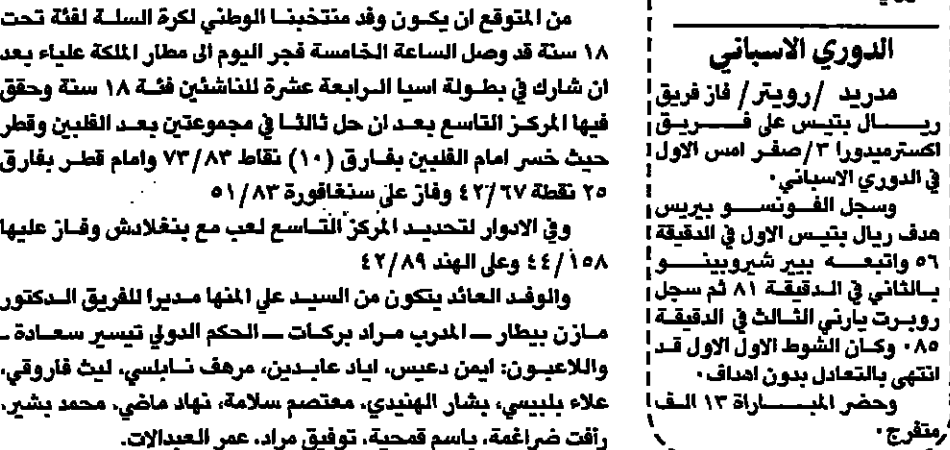 من المتوقع ان يكون وفد منتخبنا الوطني لكرة السلة لفئة تحت
١٨ سنة قد وصل الساعة الخامسة فجر اليوم الى مطار الملكة علياء بعد
ان شارك في بطولة اسيا الرابعة عشرة للناشئين فئة ١٨ سنة وحقق
فيها المركز التاسع بعد ان حل ثالثا في مجموعتين بعد الفلبين وقطر
حيث خسر امام الفلبين بفارق (١٠) نقاط ٧٣/٨٣ وامام قطر بفارق
٢٥ نقطة ٤٢/٦٧ وفاز على سنغافورة ٥١/٨٣
وفي الادوار لتحديد المركز التاسع لعب مع بنغلادش وفاز عليها
٤٤/١٥٨ وعلى الهند ٤٢/٨٩
والوفد العائد يتكون من السيد علي المنها مديرا للفريق الدكتور
مازن بيطار ــ المدرب مراد بركات ــ الحكم الدولي تيسير سعادة ــ
واللاعبون: ايمن دعيس، اياد عابدين، مرهف نابلسي، ليث فاروقي،
علاء بلبيسي، بشار الهنيدي، معتصم سلامة، نهاد ماضي، محمد بشير،
رأفت ضراغمة، باسم قمحية، توفيق مراد، عمر العبدالات.
الدوري الاسباني
مدريد /رويتر/ فاز فريق
ريال بتيس على فريق
اكسترميدورا ٣/صفر امس الاول
في الدوري الاسباني.
وسجل الفونسو بيريس
هدف ريال بتيس الاول في الدقيقة
٥٦ واتبعه بيير شيروبينو
بالثاني في الدقيقة ٨١ ثم سجل
روبرت يارني الثالث في الدقيقة
٨٥. وكان الشوط الاول الاول قد
انتهى بالتعادل بدون اهداف.
وحضر المباراة ١٣ الف
متفرج.